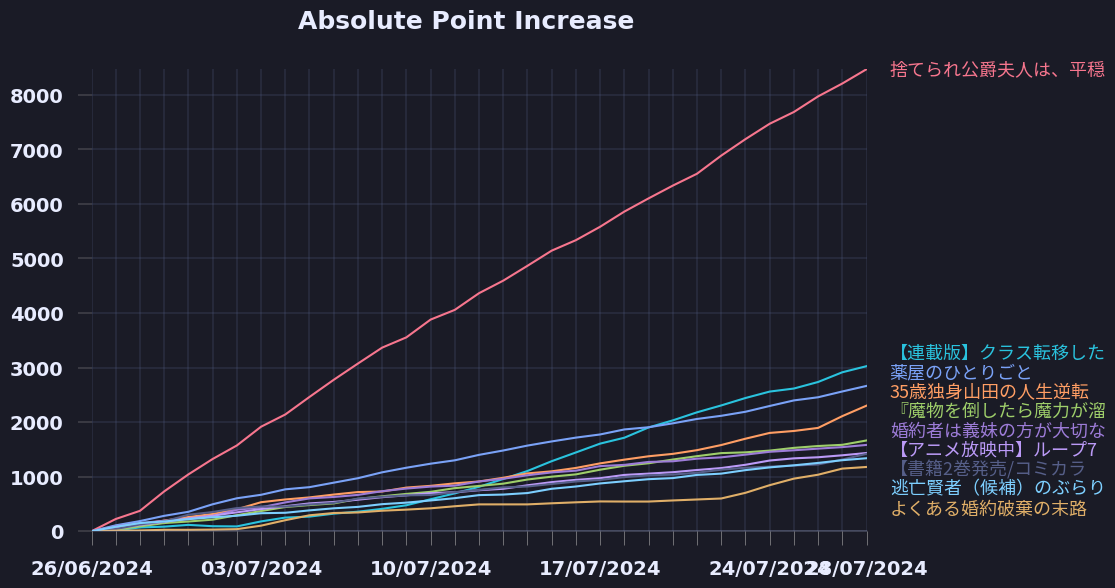 Absolute Point Increase
8000
7000
6000
5000
4000
3000
2000
1000
0
26/06/2024
03/07/2024
10/07/2024
17/07/2024
24/07/2024
28/07/2024
捨てられ公爵夫人は、平穏
【連載版】クラス転移した
薬屋のひとりごと
35歳独身山田の人生逆転
『魔物を倒したら魔力が溜
婚約者は義妹の方が大切な
【アニメ放映中】ループ7
【書籍2巻発売/コミカラ
逃亡賢者（候補）のぶらり
よくある婚約破棄の末路